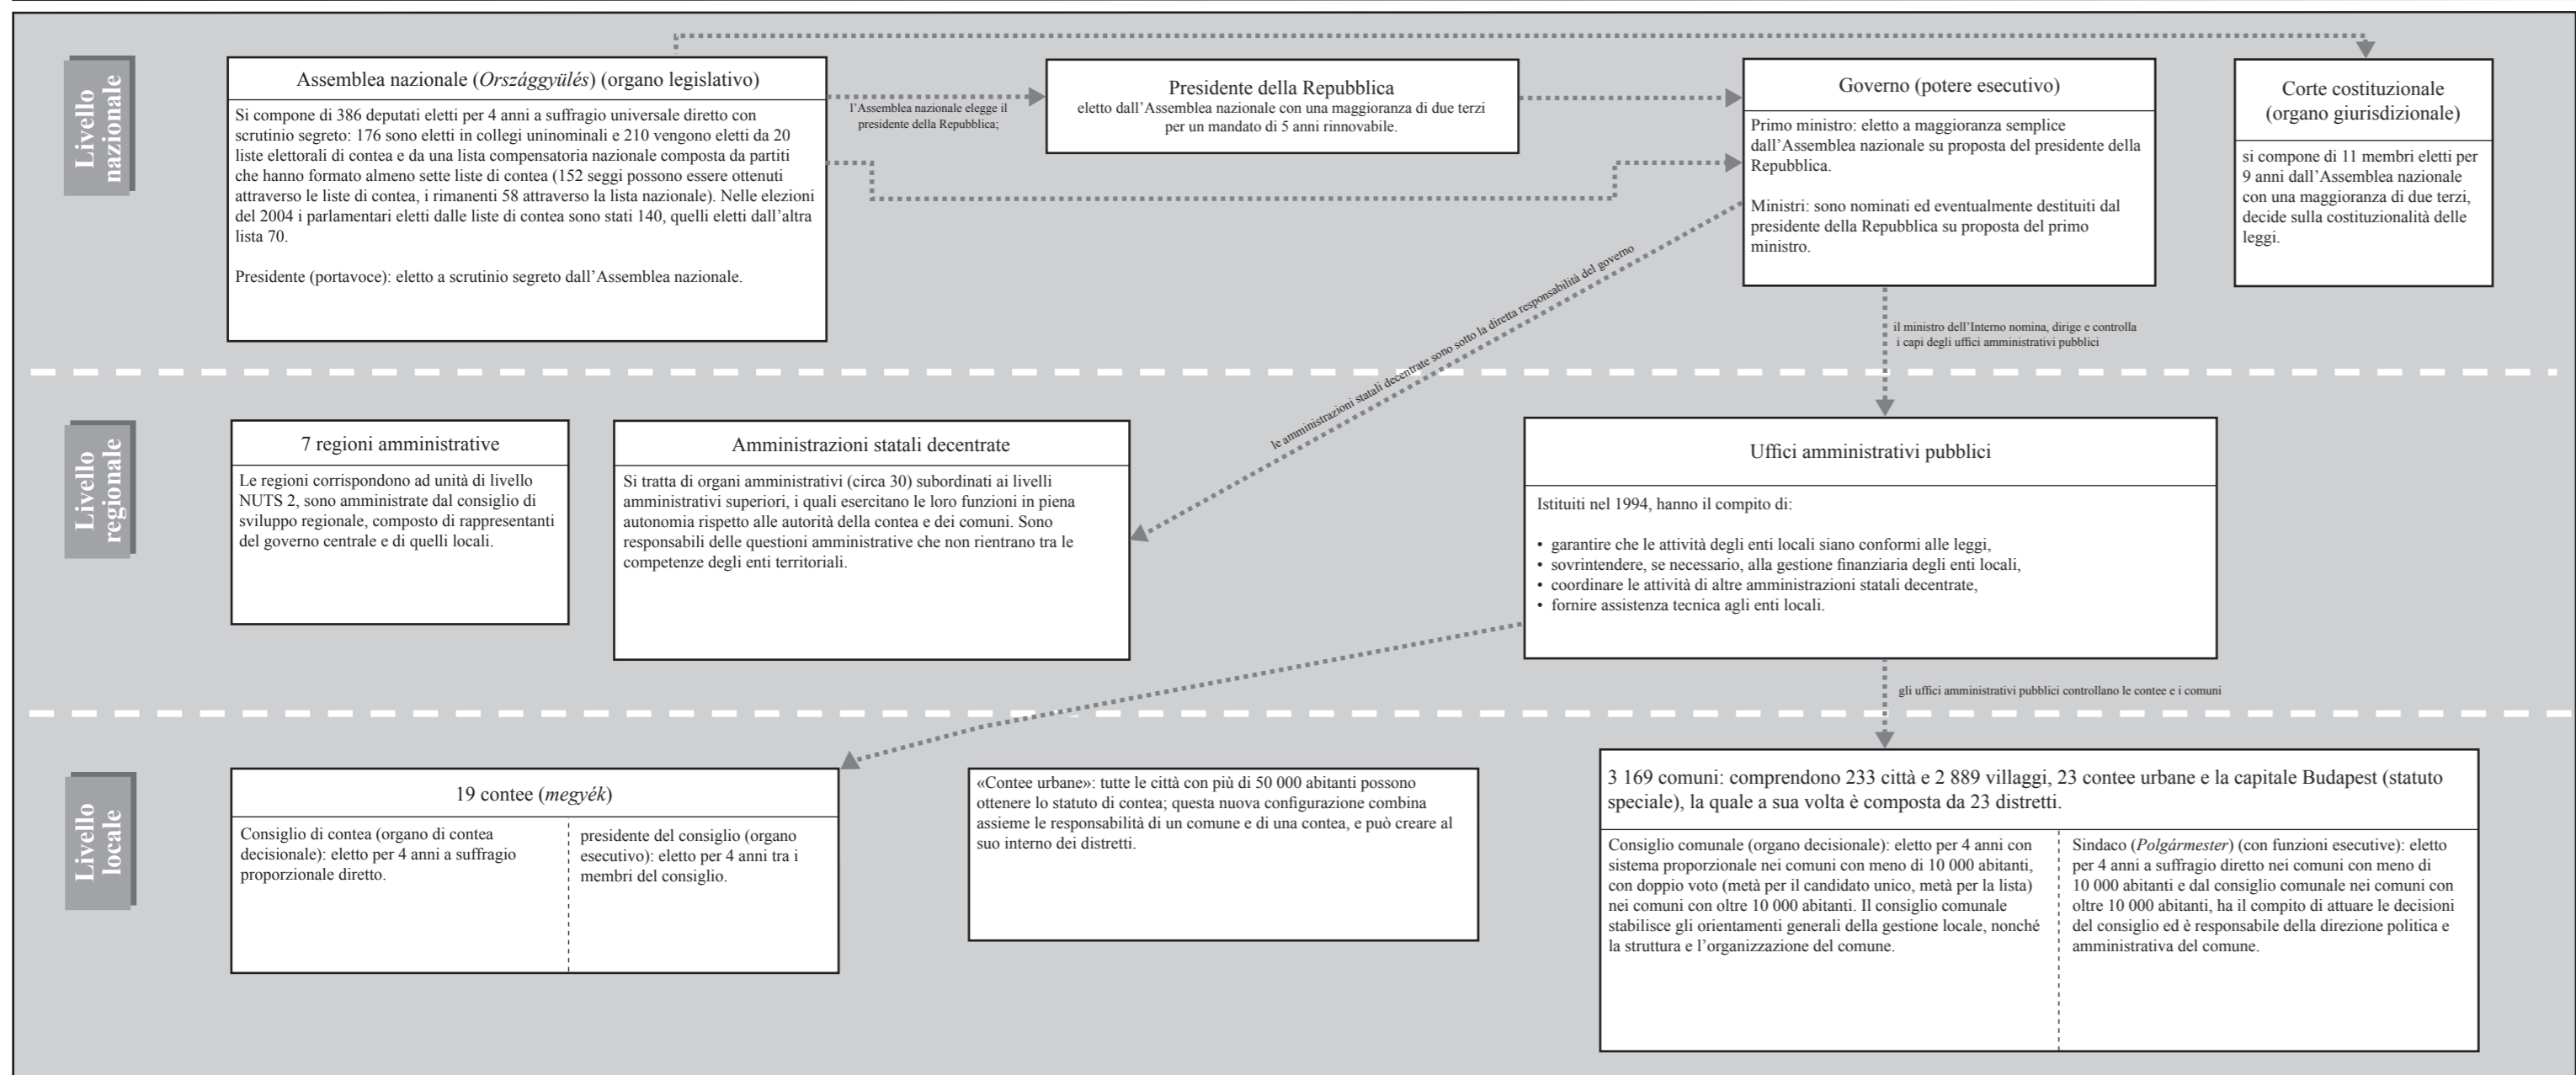 Livello
nazionale
Assemblea nazionale (Országgyülés) (organo legislativo)
Si compone di 386 deputati eletti per 4 anni a suffragio universale diretto con
scrutinio segreto: 176 sono eletti in collegi uninominali e 210 vengono eletti da 20
liste elettorali di contea e da una lista compensatoria nazionale composta da partiti
che hanno formato almeno sette liste di contea (152 seggi possono essere ottenuti
attraverso le liste di contea, i rimanenti 58 attraverso la lista nazionale). Nelle elezioni
del 2004 i parlamentari eletti dalle liste di contea sono stati 140, quelli eletti dall'altra
lista 70.
Presidente (portavoce): eletto a scrutinio segreto dall'Assemblea nazionale.
l'Assemblea nazionale elegge il
presidente della Repubblica;
Presidente della Repubblica
eletto dall'Assemblea nazionale con una maggioranza di due terzi
per un mandato di 5 anni rinnovabile.
Governo (potere esecutivo)
Primo ministro: eletto a maggioranza semplice
dall'Assemblea nazionale su proposta del presidente della
Repubblica.
Ministri: sono nominati ed eventualmente destituiti dal
presidente della Repubblica su proposta del primo
ministro.
Corte costituzionale
(organo giurisdizionale)
si compone di 11 membri eletti per
9 anni dall'Assemblea nazionale
con una maggioranza di due terzi,
decide sulla costituzionalità delle
leggi.
le amministrazioni statali decentrate sono sotto la diretta responsabilità del governo
il ministro dell'Interno nomina, dirige e controlla
i capi degli uffici amministrativi pubblici
Livello
regionale
7 regioni amministrative
Le regioni corrispondono ad unità di livello
NUTS 2, sono amministrate dal consiglio di
sviluppo regionale, composto di rappresentanti
del governo centrale e di quelli locali.
Amministrazioni statali decentrate
Si tratta di organi amministrativi (circa 30) subordinati ai livelli
amministrativi superiori, i quali esercitano le loro funzioni in piena
autonomia rispetto alle autorità della contea e dei comuni. Sono
responsabili delle questioni amministrative che non rientrano tra le
competenze degli enti territoriali.
Uffici amministrativi pubblici
Istituiti nel 1994, hanno il compito di:
• garantire che le attività degli enti locali siano conformi alle leggi,
• sovrintendere, se necessario, alla gestione finanziaria degli enti locali,
• coordinare le attività di altre amministrazioni statali decentrate,
• fornire assistenza tecnica agli enti locali.
gli uffici amministrativi pubblici controllano le contee e i comuni
Livello
locale
19 contee (megyék)
Consiglio di contea (organo di contea
decisionale): eletto per 4 anni a suffragio
proporzionale diretto.
presidente del consiglio (organo
esecutivo): eletto per 4 anni tra i
membri del consiglio.
«Contee urbane»: tutte le città con più di 50 000 abitanti possono
ottenere lo statuto di contea; questa nuova configurazione combina
assieme le responsabilità di un comune e di una contea, e può creare al
suo interno dei distretti.
3 169 comuni: comprendono 233 città e 2 889 villaggi, 23 contee urbane e la capitale Budapest (statuto
speciale), la quale a sua volta è composta da 23 distretti.
Consiglio comunale (organo decisionale): eletto per 4 anni con
sistema proporzionale nei comuni con meno di 10 000 abitanti,
con doppio voto (metà per il candidato unico, metà per la lista)
nei comuni con oltre 10 000 abitanti. Il consiglio comunale
stabilisce gli orientamenti generali della gestione locale, nonché
la struttura e l'organizzazione del comune.
Sindaco (Polgármester) (con funzioni esecutive): eletto
per 4 anni a suffragio diretto nei comuni con meno di
10 000 abitanti e dal consiglio comunale nei comuni con
oltre 10 000 abitanti, ha il compito di attuare le decisioni
del consiglio ed è responsabile della direzione politica e
amministrativa del comune.